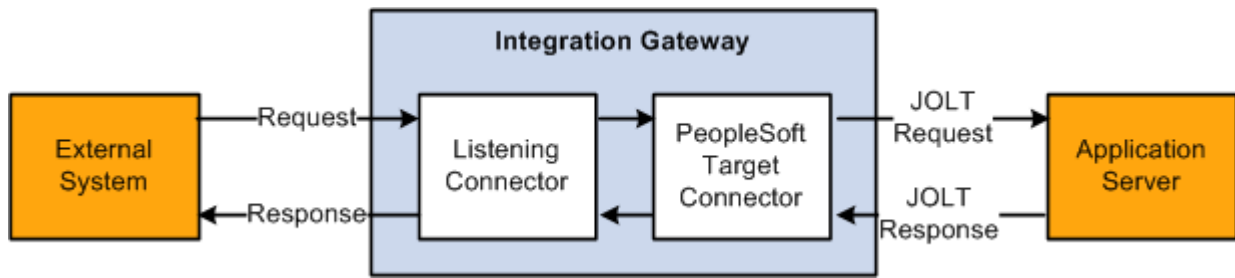 Integration Gateway
External
System
Request
Response
Listening
Connector
PeopleSoft
Target
Connector
JOLT
Request
JOLT
Response
Application
Server